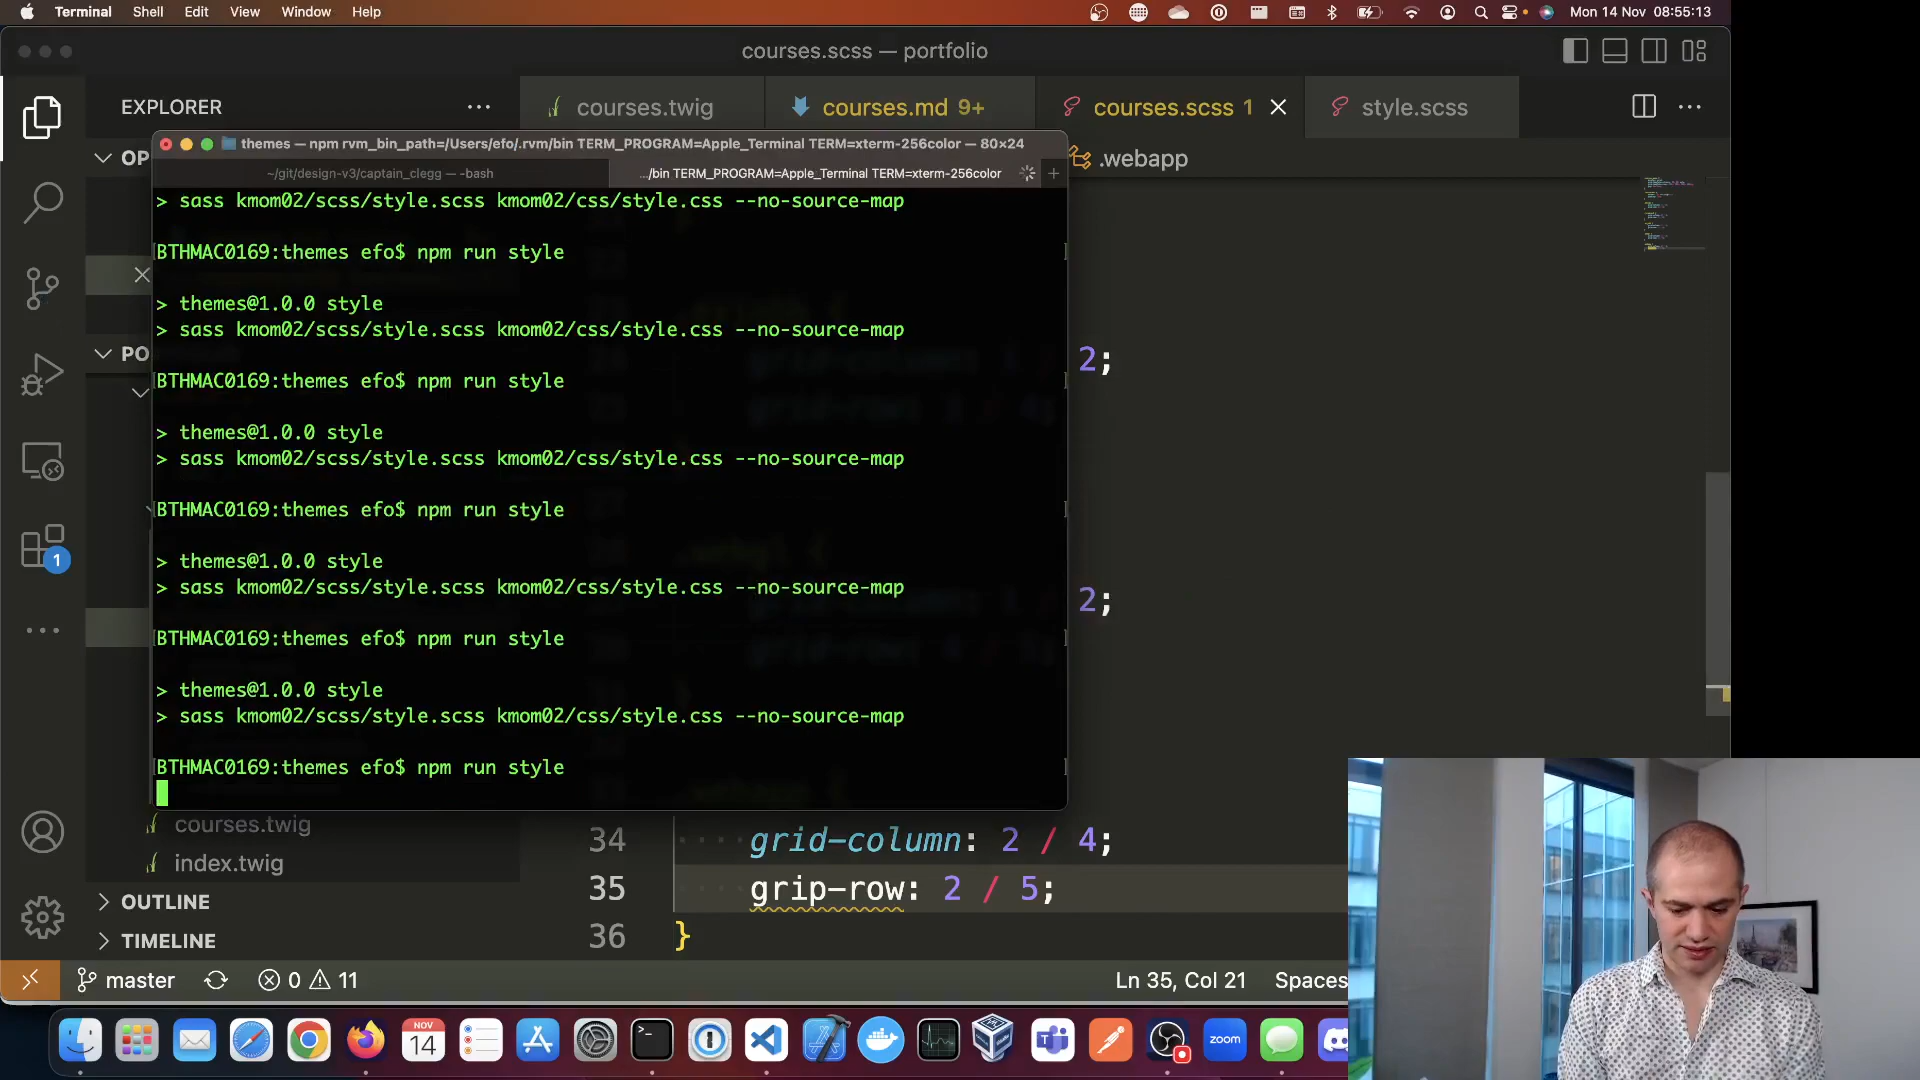 Terminal Shell Edit View Window Help Mon 14 Nov 08:55:13
courses.scss — portfolio
EXPLORER courses.twig courses.md 9+ courses.scss 1 style.scss
themes — npm rvm_bin_path=/Users/efo/.rvm/bin TERM_PROGRAM=Apple_Terminal TERM=xterm-256color — 80×24
OP .webapp
~/git/design-v3/captain_clegg — -bash .../bin TERM_PROGRAM=Apple_Terminal TERM=xterm-256color
> sass kmom02/scss/style.scss kmom02/css/style.css --no-source-map
BTHMAC0169:themes efo$ npm run style
> themes@1.0.0 style
> sass kmom02/scss/style.scss kmom02/css/style.css --no-source-map
PO
2;
BTHMAC0169:themes efo$ npm run style
> themes@1.0.0 style
> sass kmom02/scss/style.scss kmom02/css/style.css --no-source-map
BTHMAC0169:themes efo$ npm run style
> themes@1.0.0 style
> sass kmom02/scss/style.scss kmom02/css/style.css --no-source-map
1
2;
BTHMAC0169:themes efo$ npm run style
> themes@1.0.0 style
> sass kmom02/scss/style.scss kmom02/css/style.css --no-source-map
BTHMAC0169:themes efo$ npm run style
courses.twig
34 grid-column: 2 / 4;
index.twig
35 grip-row: 2 / 5;
OUTLINE
36 }
TIMELINE
master 0 11 Ln 35, Col 21 Spaces
NOV
14
zoom